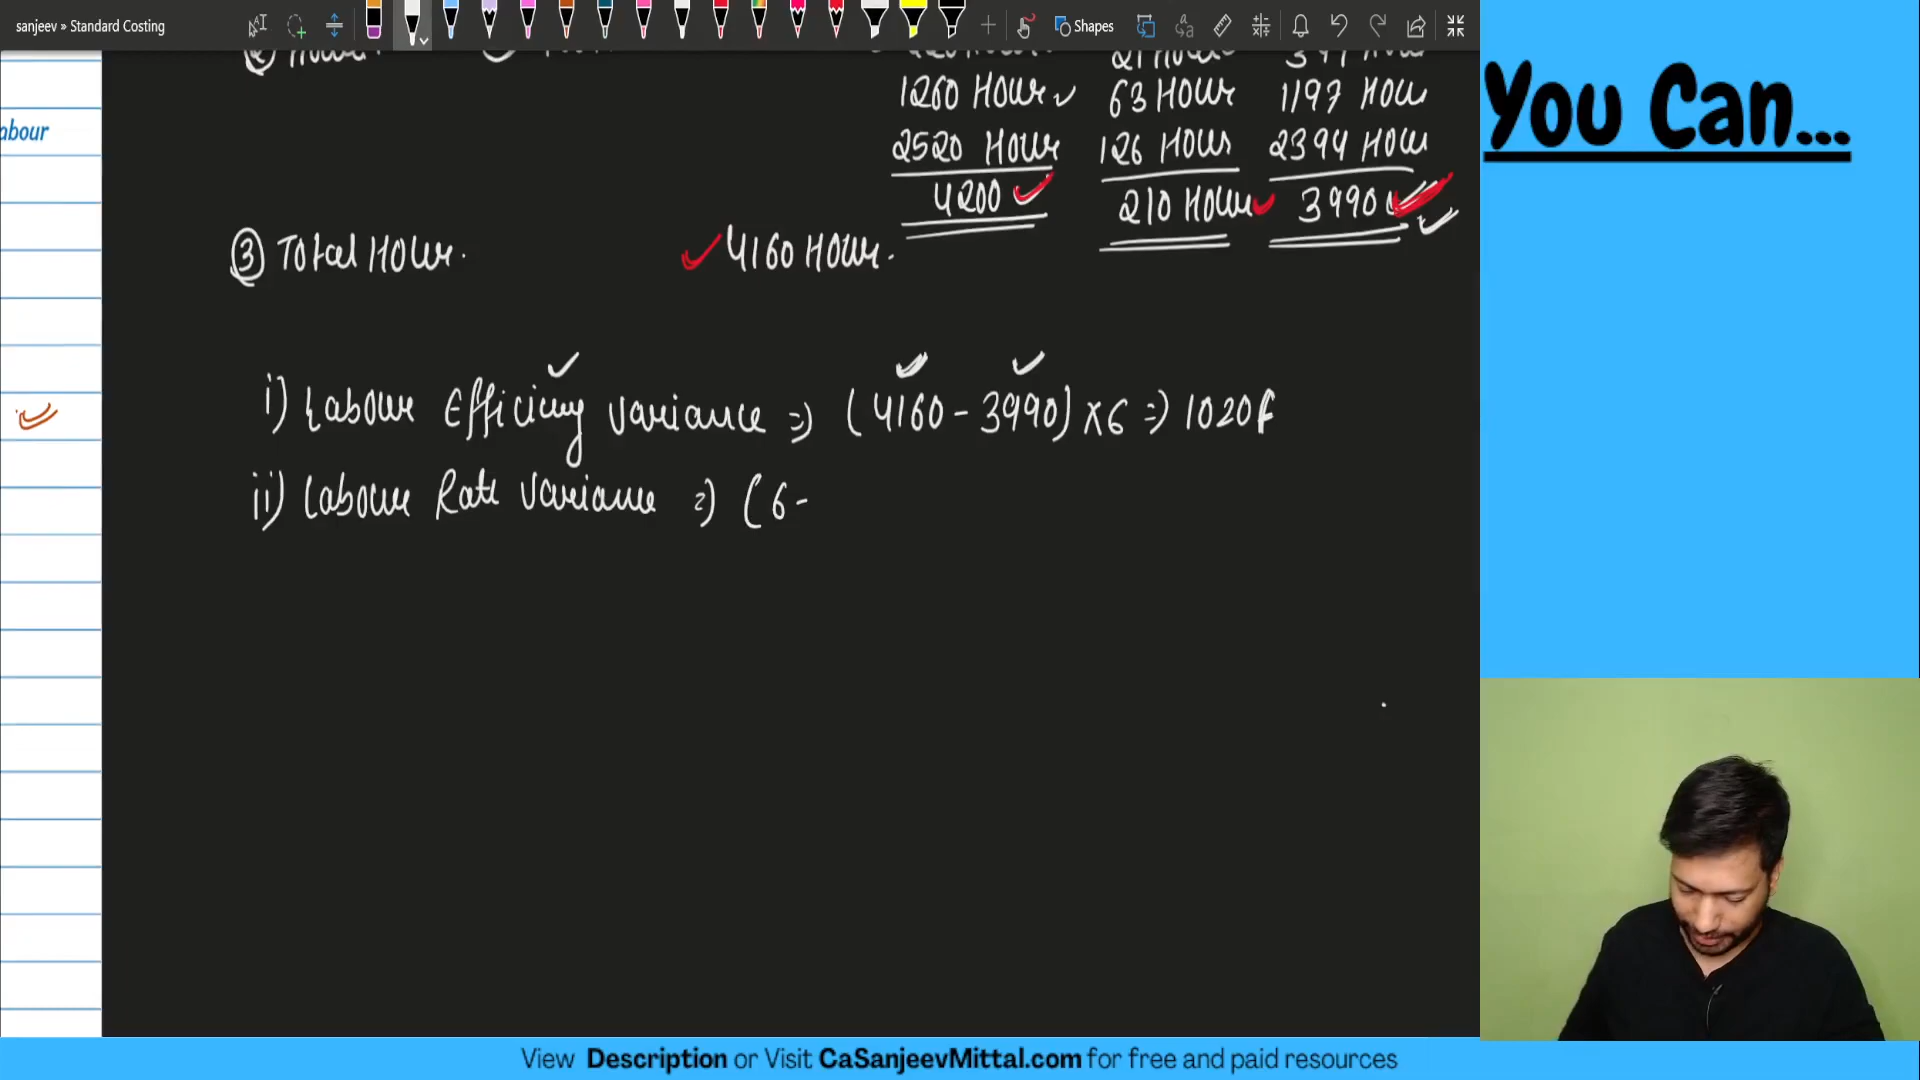 sanjeev » Standard Costing
Shapes
You Can...
abour
1260 Hour 63 Hour 1197 Hour
2520 Hour 126 Hour 2394 Hour
4200 210 Hour 3990
③ Total Hour. 4160 Hour.
i) Labour Efficiency Variance => (4160 - 3990) x 6 => 1020 F
ii) Labour Rate Variance => (6 -
View Description or Visit CaSanjeevMittal.com for free and paid resources